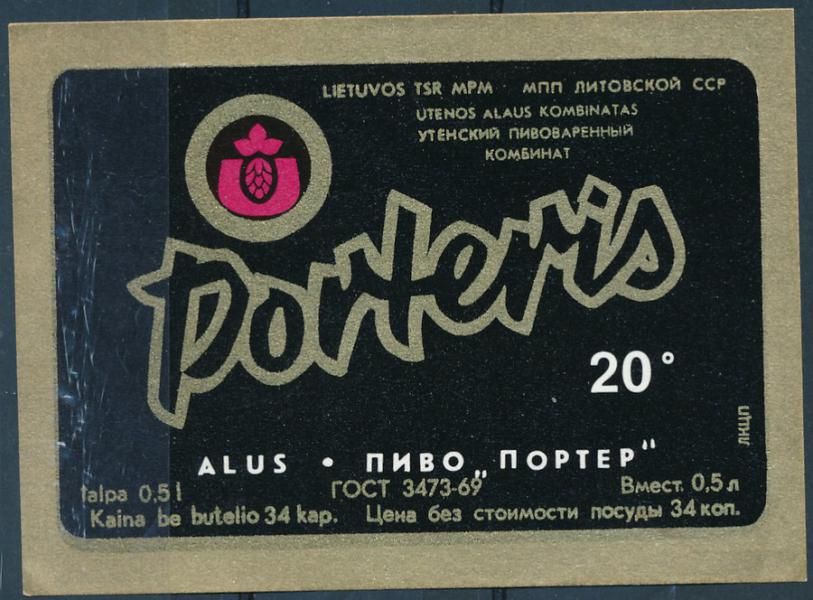 LIETUVOS TSR MPM · МПП ЛИТОВСКОЙ ССР
UTENOS ALAUS KOMBINATAS
УТЕНСКИЙ ПИВОВАРЕННЫЙ
КОМБИНАТ
Porteris
20°
ЛКЦП
ALUS • ПИВО „ПОРТЕР“
talpa 0,5 l ГОСТ 3473-69 Вмест. 0,5 л
Kaina be butelio 34 kap. Цена без стоимости посуды 34 коп.